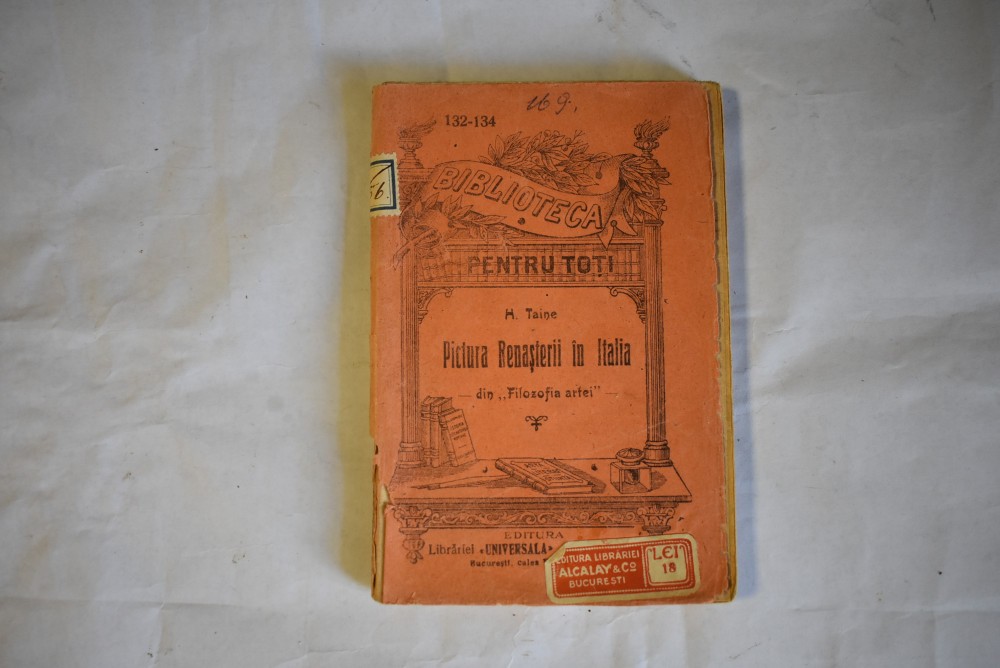 169.
132-134
56.
BIBLIOTECA
PENTRU TOȚI
H. Taine
Pictura Renașterii în Italia
din „Filozofia artei"
EDITURA
Librăriei «UNIVERSALA»
București, Calea
EDITURA LIBRĂRIEI
ALCALAY & Co
BUCUREȘTI
LEI
18